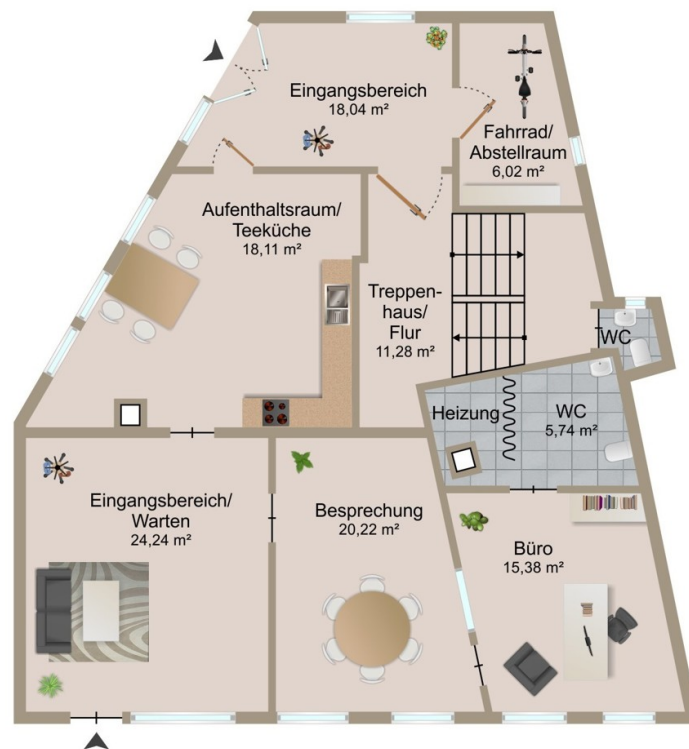 Eingangsbereich
18,04 m²
Fahrrad/
Abstellraum
6,02 m²
Aufenthaltsraum/
Teeküche
18,11 m²
Treppen-
haus/
Flur
11,28 m²
WC
Heizung
WC
5,74 m²
Eingangsbereich/
Warten
24,24 m²
Besprechung
20,22 m²
Büro
15,38 m²